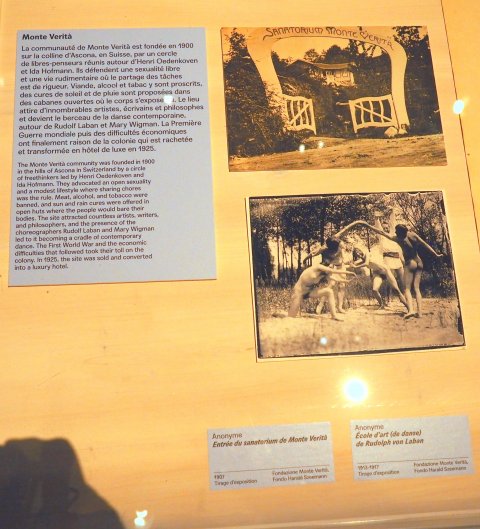 Monte Verità
La communauté de Monte Verità est fondée en 1900
sur la colline d'Ascona, en Suisse, par un cercle
de libres-penseurs réunis autour d'Henri Oedenkoven
et Ida Hofmann. Ils défendent une sexualité libre
et une vie rudimentaire où le partage des tâches
est de rigueur. Viande, alcool et tabac y sont proscrits,
des cures de soleil et de pluie sont proposées dans
des cabanes ouvertes où le corps s'expose. Le lieu
attire d'innombrables artistes, écrivains et philosophes
et devient le berceau de la danse contemporaine,
autour de Rudolf Laban et Mary Wigman. La Première
Guerre mondiale puis des difficultés économiques
ont finalement raison de la colonie qui est rachetée
et transformée en hôtel de luxe en 1925.
The Monte Verità community was founded in 1900
in the hills of Ascona in Switzerland by a circle
of freethinkers led by Henri Oedenkoven and
Ida Hofmann. They advocated an open sexuality
and a modest lifestyle where sharing chores
was the rule. Meat, alcohol, and tobacco were
banned, and sun and rain cures were offered in
open huts where the people would bare their
bodies. The site attracted countless artists, writers,
and philosophers, and the presence of the
choreographers Rudolf Laban and Mary Wigman
led to it becoming a cradle of contemporary
dance. The First World War and the economic
difficulties that followed took their toll on the
colony. In 1925, the site was sold and converted
into a luxury hotel.
SANATORIUM MONTE VERITÀ
Anonyme
Entrée du sanatorium de Monte Verità
1907
Tirage d'exposition
Fondazione Monte Verità,
Fondo Harald Szeemann
Anonyme
École d'art (de danse)
de Rudolph von Laban
1913-1917
Tirage d'exposition
Fondazione Monte Verità,
Fondo Harald Szeemann